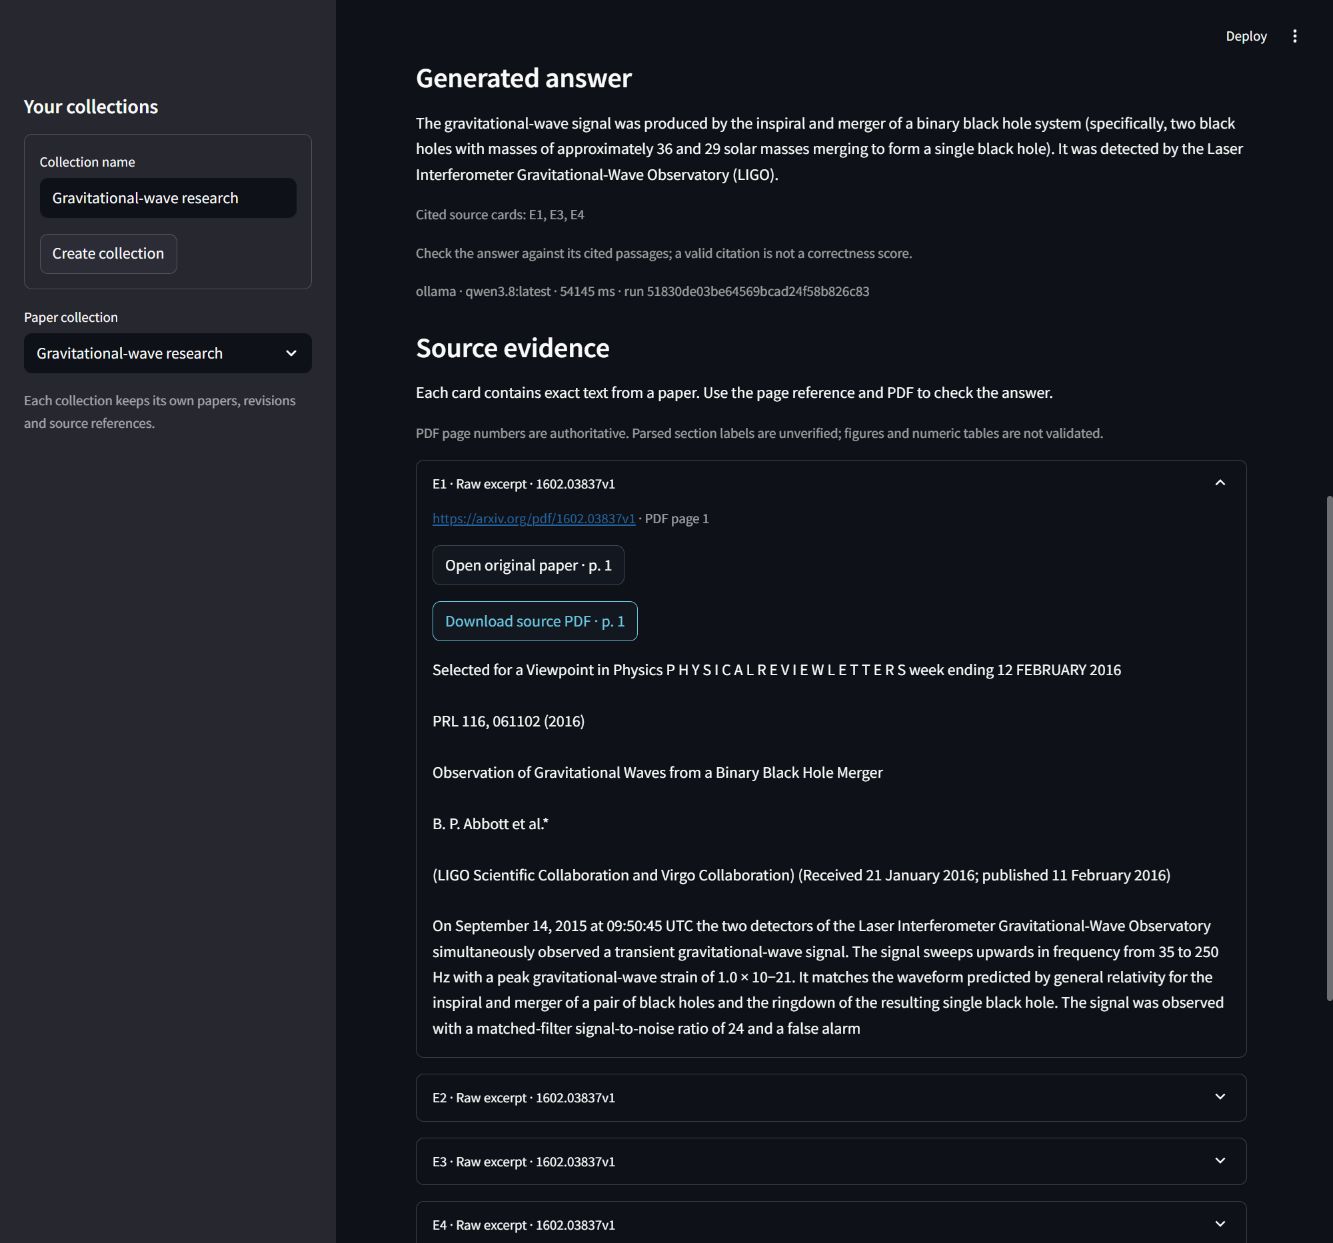 Deploy
Your collections
Collection name
Gravitational-wave research
Create collection
Paper collection
Gravitational-wave research
Each collection keeps its own papers, revisions
and source references.
Generated answer
The gravitational-wave signal was produced by the inspiral and merger of a binary black hole system (specifically, two black
holes with masses of approximately 36 and 29 solar masses merging to form a single black hole). It was detected by the Laser
Interferometer Gravitational-Wave Observatory (LIGO).
Cited source cards: E1, E3, E4
Check the answer against its cited passages; a valid citation is not a correctness score.
ollama · qwen3.8:latest · 54145 ms · run 51830de03be64569bcad24f58b826c83
Source evidence
Each card contains exact text from a paper. Use the page reference and PDF to check the answer.
PDF page numbers are authoritative. Parsed section labels are unverified; figures and numeric tables are not validated.
E1 · Raw excerpt · 1602.03837v1
https://arxiv.org/pdf/1602.03837v1 · PDF page 1
Open original paper · p. 1
Download source PDF · p. 1
Selected for a Viewpoint in Physics P H Y S I C A L R E V I E W L E T T E R S week ending 12 FEBRUARY 2016
PRL 116, 061102 (2016)
Observation of Gravitational Waves from a Binary Black Hole Merger
B. P. Abbott et al.*
(LIGO Scientific Collaboration and Virgo Collaboration) (Received 21 January 2016; published 11 February 2016)
On September 14, 2015 at 09:50:45 UTC the two detectors of the Laser Interferometer Gravitational-Wave Observatory
simultaneously observed a transient gravitational-wave signal. The signal sweeps upwards in frequency from 35 to 250
Hz with a peak gravitational-wave strain of 1.0 × 10−21. It matches the waveform predicted by general relativity for the
inspiral and merger of a pair of black holes and the ringdown of the resulting single black hole. The signal was observed
with a matched-filter signal-to-noise ratio of 24 and a false alarm
E2 · Raw excerpt · 1602.03837v1
E3 · Raw excerpt · 1602.03837v1
E4 · Raw excerpt · 1602.03837v1